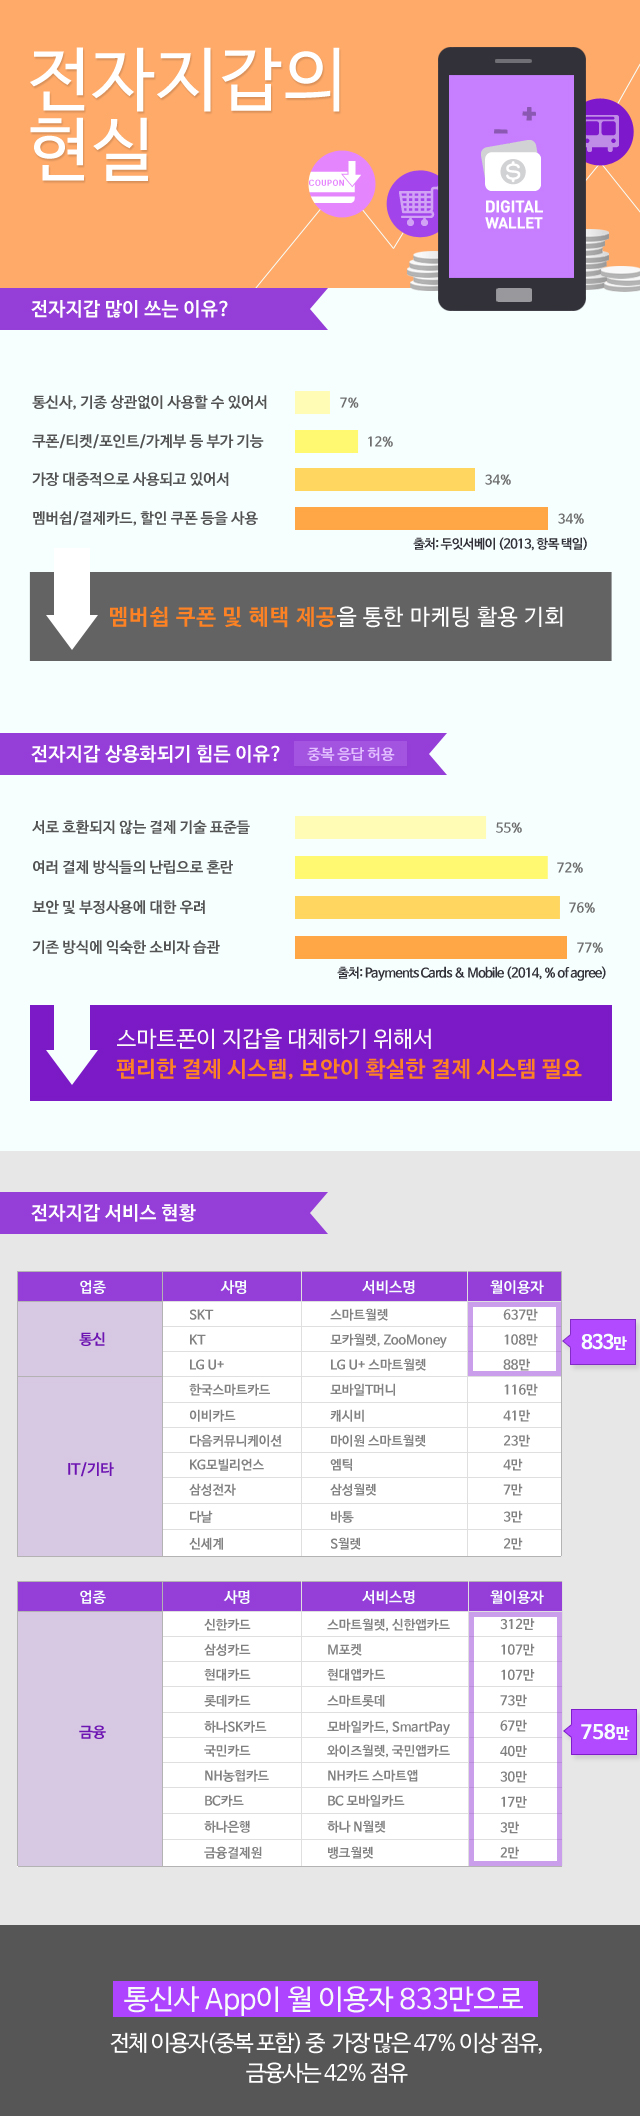 전자지갑의
현실
COUPON
DIGITAL
WALLET
전자지갑 많이 쓰는 이유?
통신사, 기종 상관없이 사용할 수 있어서 7%
쿠폰/티켓/포인트/가계부 등 부가 기능 12%
가장 대중적으로 사용되고 있어서 34%
멤버쉽/결제카드, 할인 쿠폰 등을 사용 34%
출처: 두잇서베이 (2013, 항목 택일)
멤버쉽 쿠폰 및 혜택 제공을 통한 마케팅 활용 기회
전자지갑 상용화되기 힘든 이유? 중복 응답 허용
서로 호환되지 않는 결제 기술 표준들 55%
여러 결제 방식들의 난립으로 혼란 72%
보안 및 부정사용에 대한 우려 76%
기존 방식에 익숙한 소비자 습관 77%
출처: Payments Cards & Mobile (2014, % of agree)
스마트폰이 지갑을 대체하기 위해서
편리한 결제 시스템, 보안이 확실한 결제 시스템 필요
전자지갑 서비스 현황
업종 사명 서비스명 월이용자
통신 SKT 스마트월렛 637만
KT 모카월렛, ZooMoney 108만 833만
LG U+ LG U+ 스마트월렛 88만
한국스마트카드 모바일T머니 116만
이비카드 캐시비 41만
다음커뮤니케이션 마이원 스마트월렛 23만
IT/기타 KG모빌리언스 엠틱 4만
삼성전자 삼성월렛 7만
다날 바통 3만
신세계 S월렛 2만
업종 사명 서비스명 월이용자
신한카드 스마트월렛, 신한앱카드 312만
삼성카드 M포켓 107만
현대카드 현대앱카드 107만
롯데카드 스마트롯데 73만
금융 하나SK카드 모바일카드, SmartPay 67만 758만
국민카드 와이즈월렛, 국민앱카드 40만
NH농협카드 NH카드 스마트앱 30만
BC카드 BC 모바일카드 17만
하나은행 하나 N월렛 3만
금융결제원 뱅크월렛 2만
통신사 App이 월 이용자 833만으로
전체 이용자(중복 포함) 중 가장 많은 47% 이상 점유,
금융사는 42% 점유